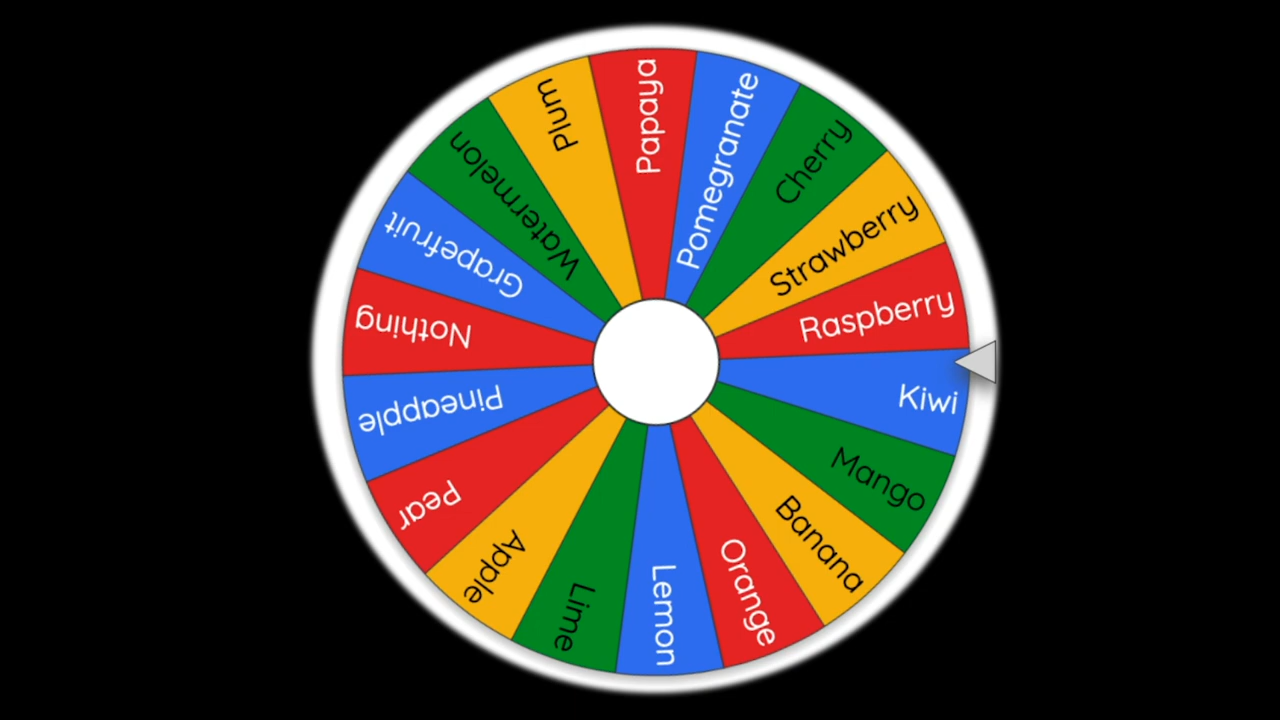 Papaya
Pomegranate
Cherry
Strawberry
Raspberry
Kiwi
Mango
Banana
Orange
Lemon
Lime
Apple
Pear
Pineapple
Nothing
Grapefruit
Watermelon
Plum